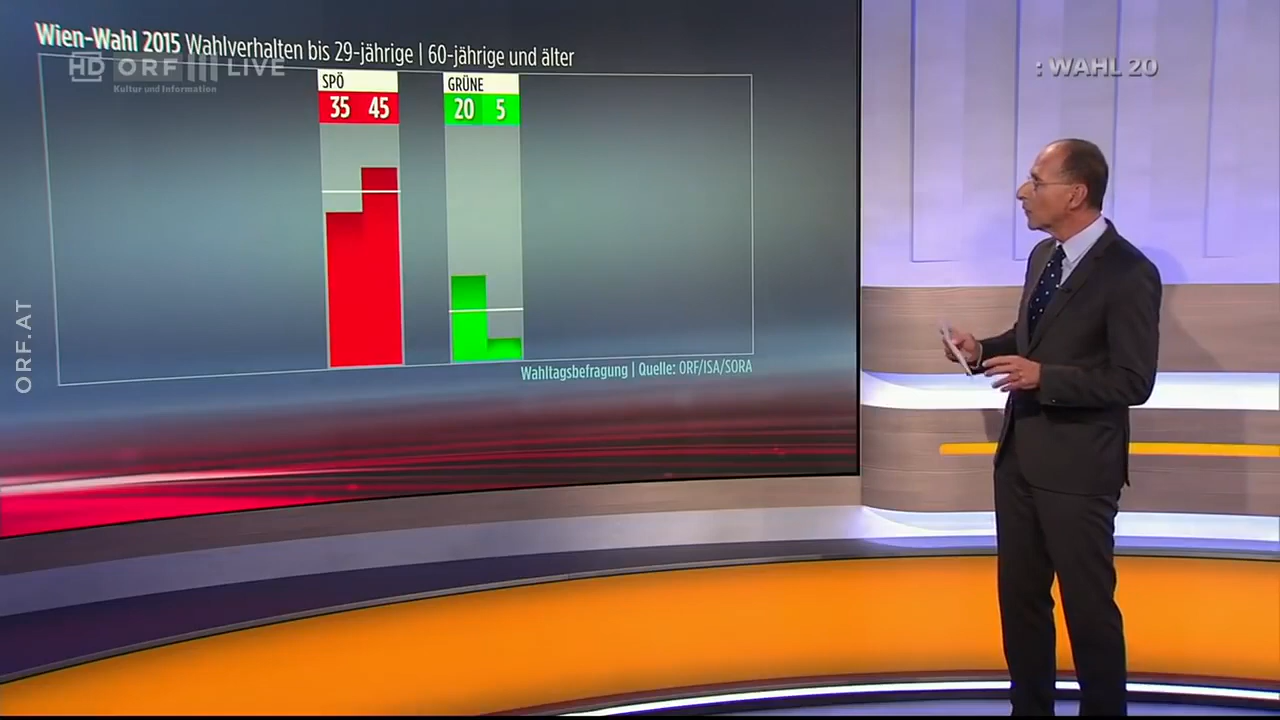 Wien-Wahl 2015 Wahlverhalten bis 29-jährige | 60-jährige und älter
HD ORF III LIVE
Kultur und Information
: WAHL 20
SPÖ
35 45
GRÜNE
20 5
ORF.AT
Wahltagsbefragung | Quelle: ORF/ISA/SORA